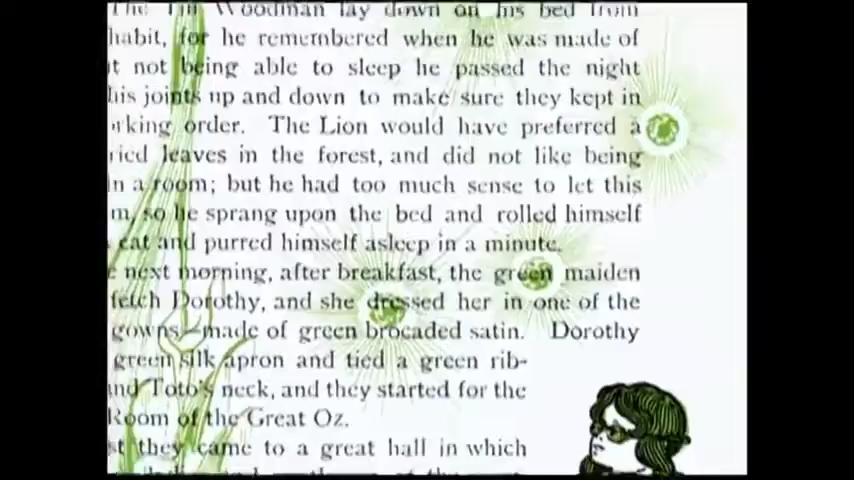 The Tin Woodman lay down on his bed from
habit, for he remembered when he was made of
t not being able to sleep he passed the night
his joints up and down to make sure they kept in
rking order. The Lion would have preferred a
ried leaves in the forest, and did not like being
in a room; but he had too much sense to let this
m, so he sprang upon the bed and rolled himself
cat and purred himself asleep in a minute.
e next morning, after breakfast, the green maiden
fetch Dorothy, and she dressed her in one of the
gowns—made of green brocaded satin. Dorothy
green silk apron and tied a green rib-
nd Toto's neck, and they started for the
Room of the Great Oz.
st they came to a great hall in which